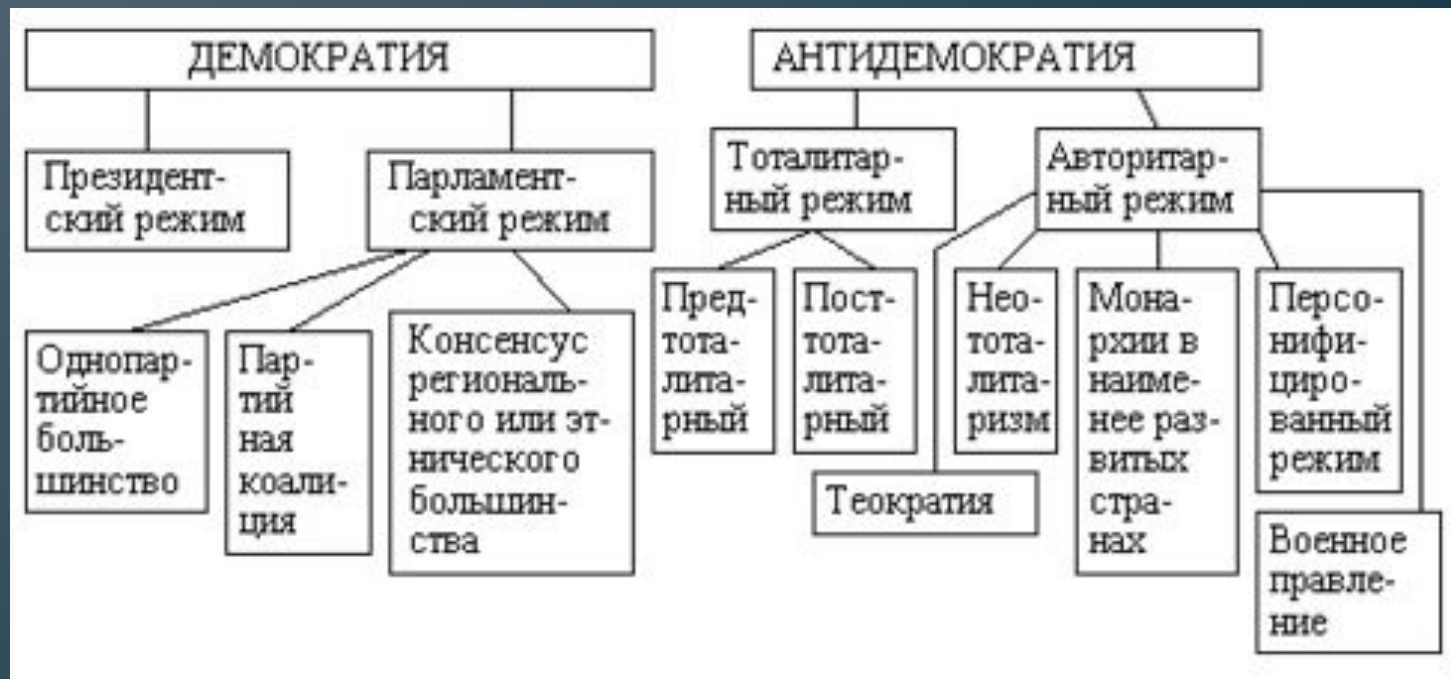 ДЕМОКРАТИЯ
АНТИДЕМОКРАТИЯ
Президент-
ский режим
Парламент-
ский режим
Тоталитар-
ный режим
Авторитар-
ный режим
Однопар-
тийное
боль-
шинство
Пар-
тий
ная
коали-
ция
Консенсус
региональ-
ного или эт-
нического
большин-
ства
Пред-
тота-
лита-
рный
Пост-
тота-
лита-
рный
Нео-
тота-
лита-
ризм
Мона-
рхии в
наиме-
нее раз-
витых
стра-
нах
Персо-
нифи-
циро-
ванный
режим
Теократия
Военное
правле-
ние